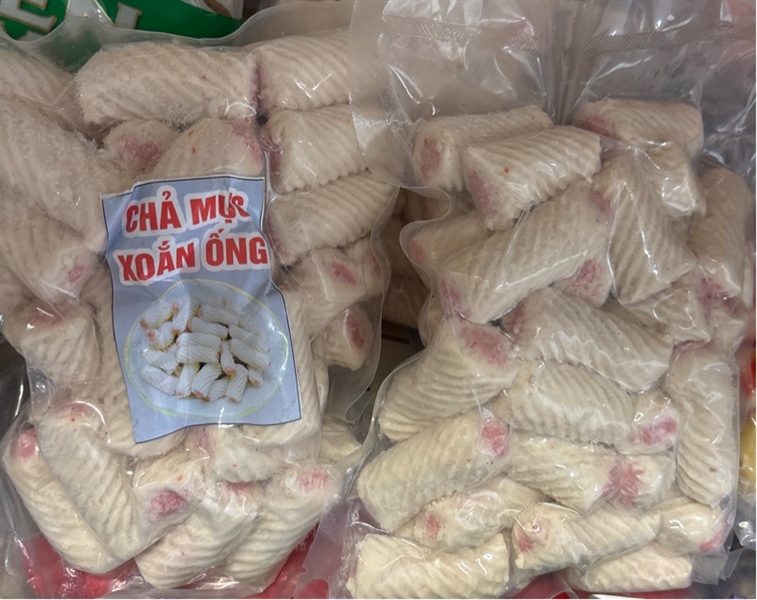 CHẢ MỰC
XOẮN ỐNG